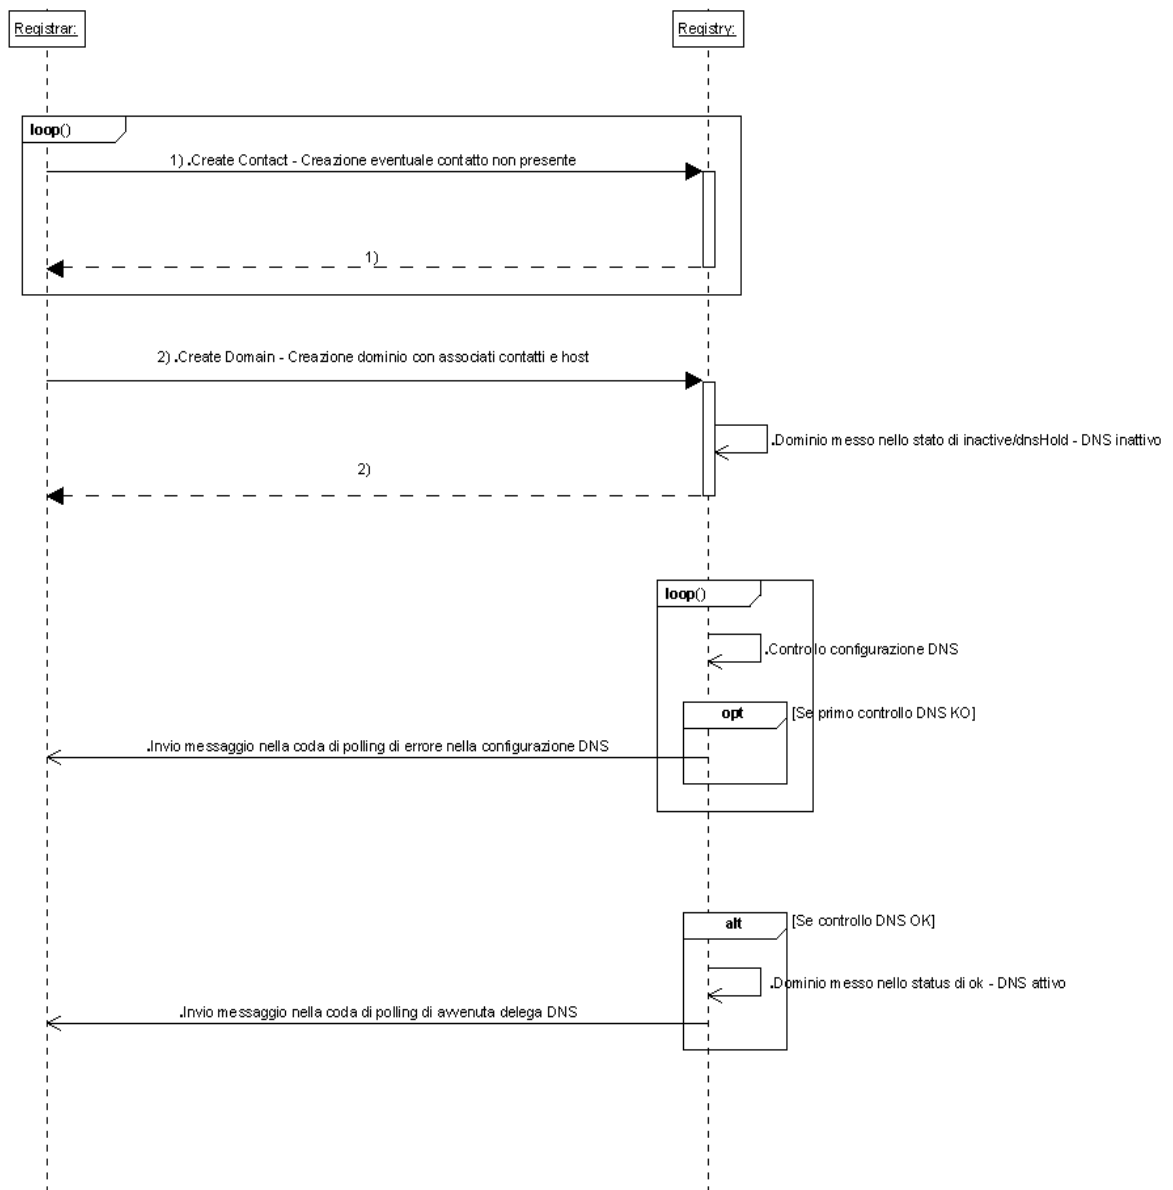 Registrar:
Registry:
loop()
1) .Create Contact - Creazione eventuale contatto non presente
1)
2) .Create Domain - Creazione dominio con associati contatti e host
.Dominio messo nello stato di inactive/dnsHold - DNS inattivo
2)
loop()
.Controllo configurazione DNS
opt
[Se primo controllo DNS KO]
.Invio messaggio nella coda di polling di errore nella configurazione DNS
alt
[Se controllo DNS OK]
.Dominio messo nello status di ok - DNS attivo
.Invio messaggio nella coda di polling di avvenuta delega DNS